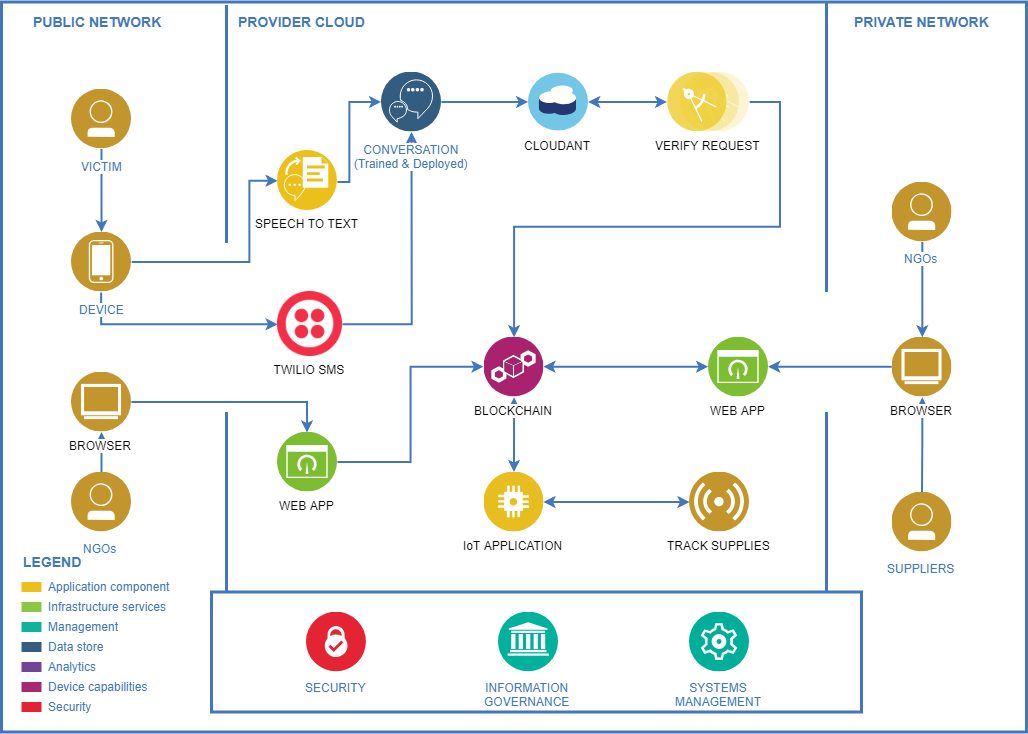 PUBLIC NETWORK
PROVIDER CLOUD
PRIVATE NETWORK
VICTIM
DEVICE
CONVERSATION
(Trained & Deployed)
CLOUDANT
VERIFY REQUEST
SPEECH TO TEXT
TWILIO SMS
NGOs
BROWSER
WEB APP
NGOs
BLOCKCHAIN
WEB APP
BROWSER
IoT APPLICATION
TRACK SUPPLIES
SUPPLIERS
LEGEND
Application component
Infrastructure services
Management
Data store
Analytics
Device capabilities
Security
SECURITY
INFORMATION
GOVERNANCE
SYSTEMS
MANAGEMENT